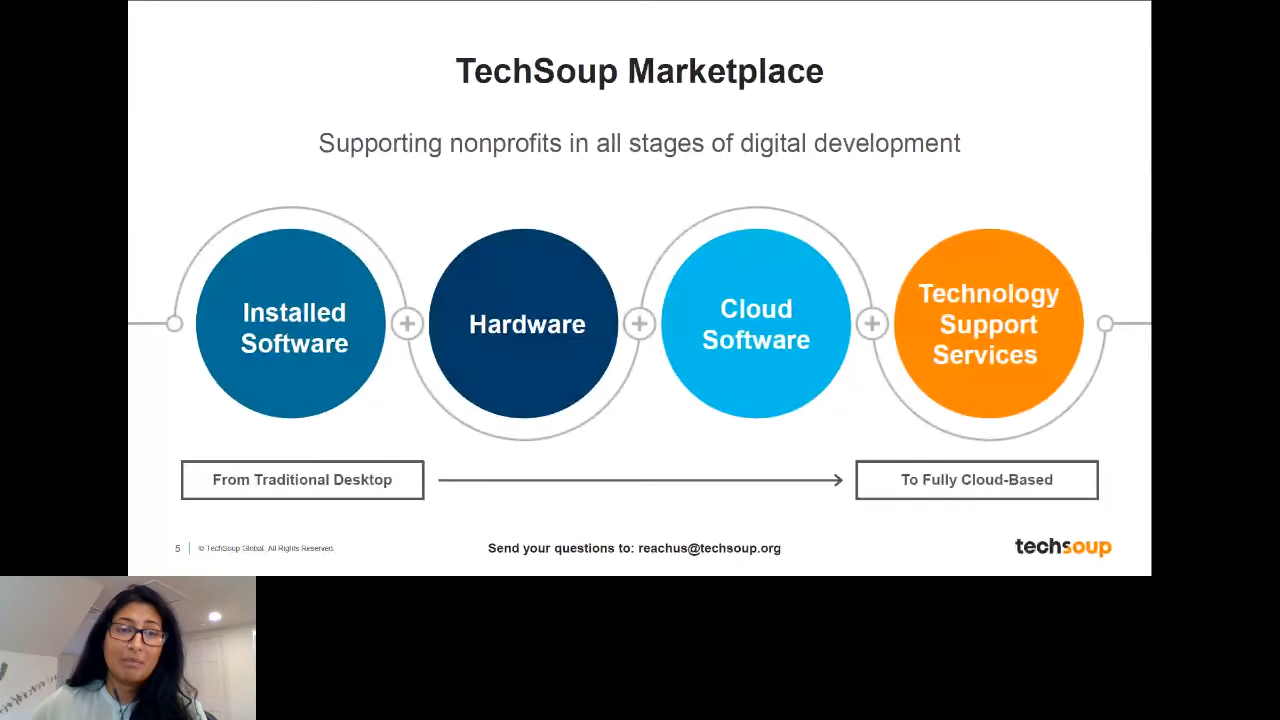 TechSoup Marketplace
Supporting nonprofits in all stages of digital development
Installed
Software
Hardware
Cloud
Software
Technology
Support
Services
From Traditional Desktop
To Fully Cloud-Based
5
© TechSoup Global. All Rights Reserved.
Send your questions to: reachus@techsoup.org
techsoup